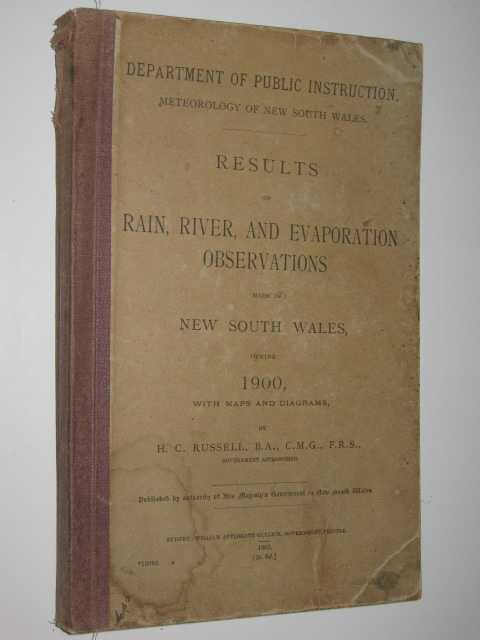 DEPARTMENT OF PUBLIC INSTRUCTION.
METEOROLOGY OF NEW SOUTH WALES.
RESULTS
OF
RAIN, RIVER, AND EVAPORATION
OBSERVATIONS
MADE IN
NEW SOUTH WALES,
DURING
1900,
WITH MAPS AND DIAGRAMS,
BY
H. C. RUSSELL, B.A., C.M.G., F.R.S.,
GOVERNMENT ASTRONOMER.
Published by authority of His Majesty's Government in New South Wales
SYDNEY: WILLIAM APPLEGATE GULLICK, GOVERNMENT PRINTER.